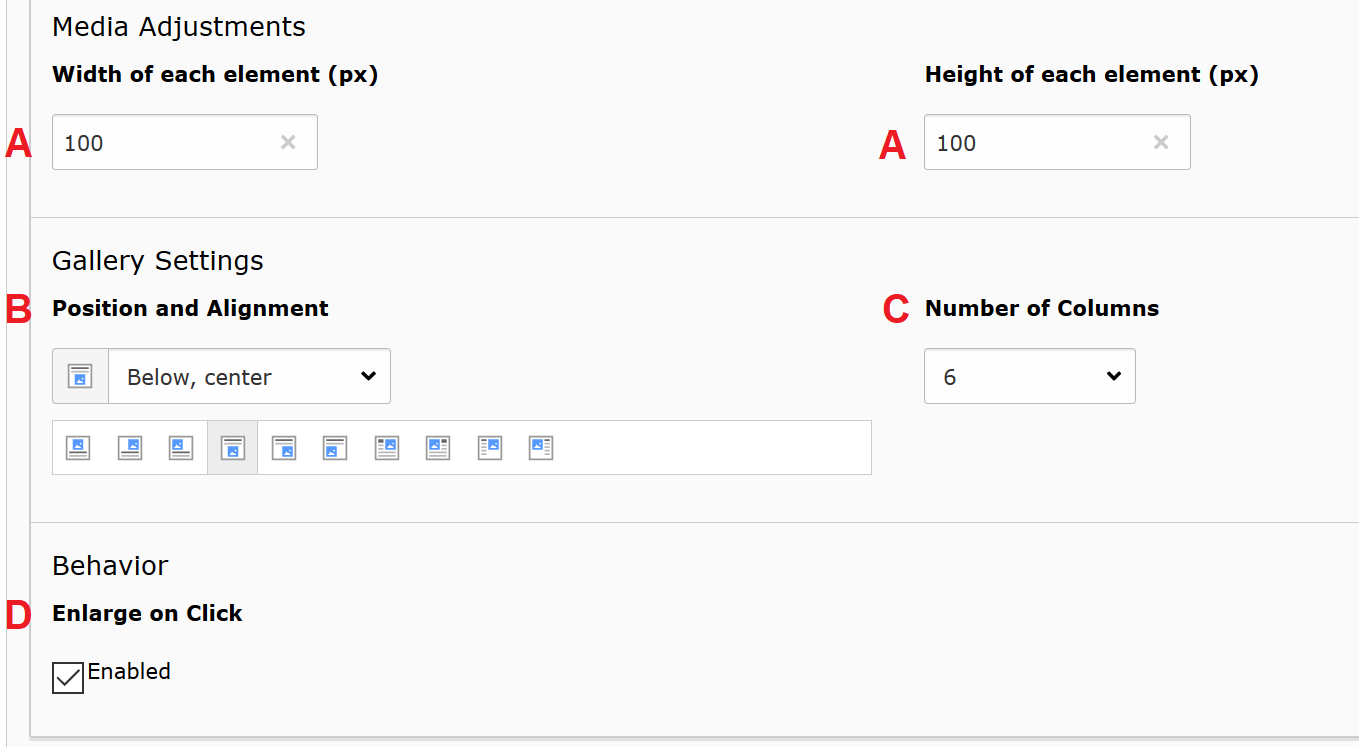 Media Adjustments
Width of each element (px)
Height of each element (px)
A
100
A
100
Gallery Settings
B
Position and Alignment
C
Number of Columns
Below, center
6
Behavior
D
Enlarge on Click
Enabled